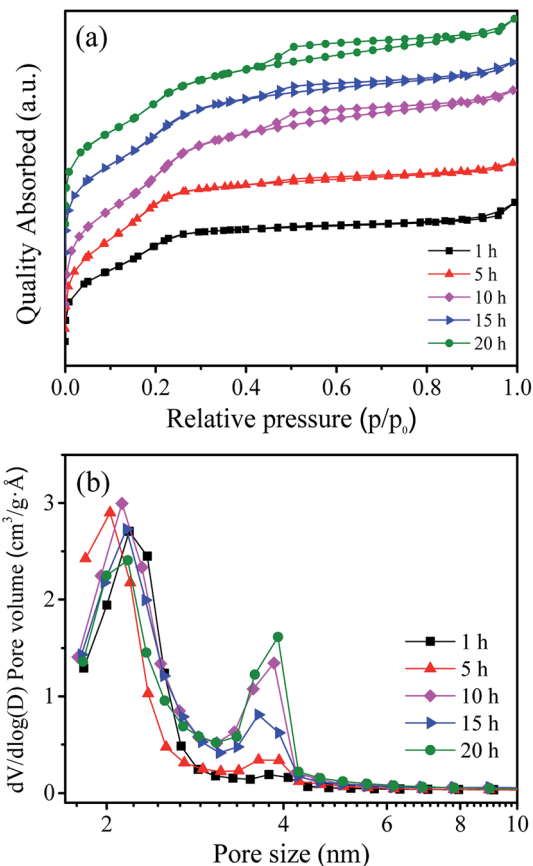 (a)
Quality Absorbed (a.u.)
1 h
5 h
10 h
15 h
20 h
0.0 0.2 0.4 0.6 0.8 1.0
Relative pressure (p/p₀)
(b)
dV/dlog(D) Pore volume (cm³/g·Å)
3
2
1
0
1 h
5 h
10 h
15 h
20 h
2 4 6 8 10
Pore size (nm)